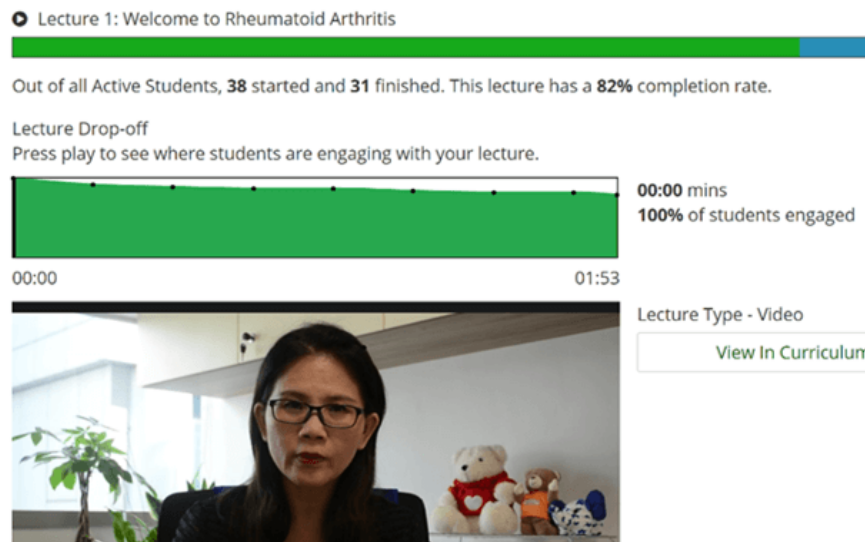 Lecture 1: Welcome to Rheumatoid Arthritis
Out of all Active Students, 38 started and 31 finished. This lecture has a 82% completion rate.
Lecture Drop-off
Press play to see where students are engaging with your lecture.
00:00 mins
100% of students engaged
00:00
01:53
Lecture Type - Video
View In Curriculum